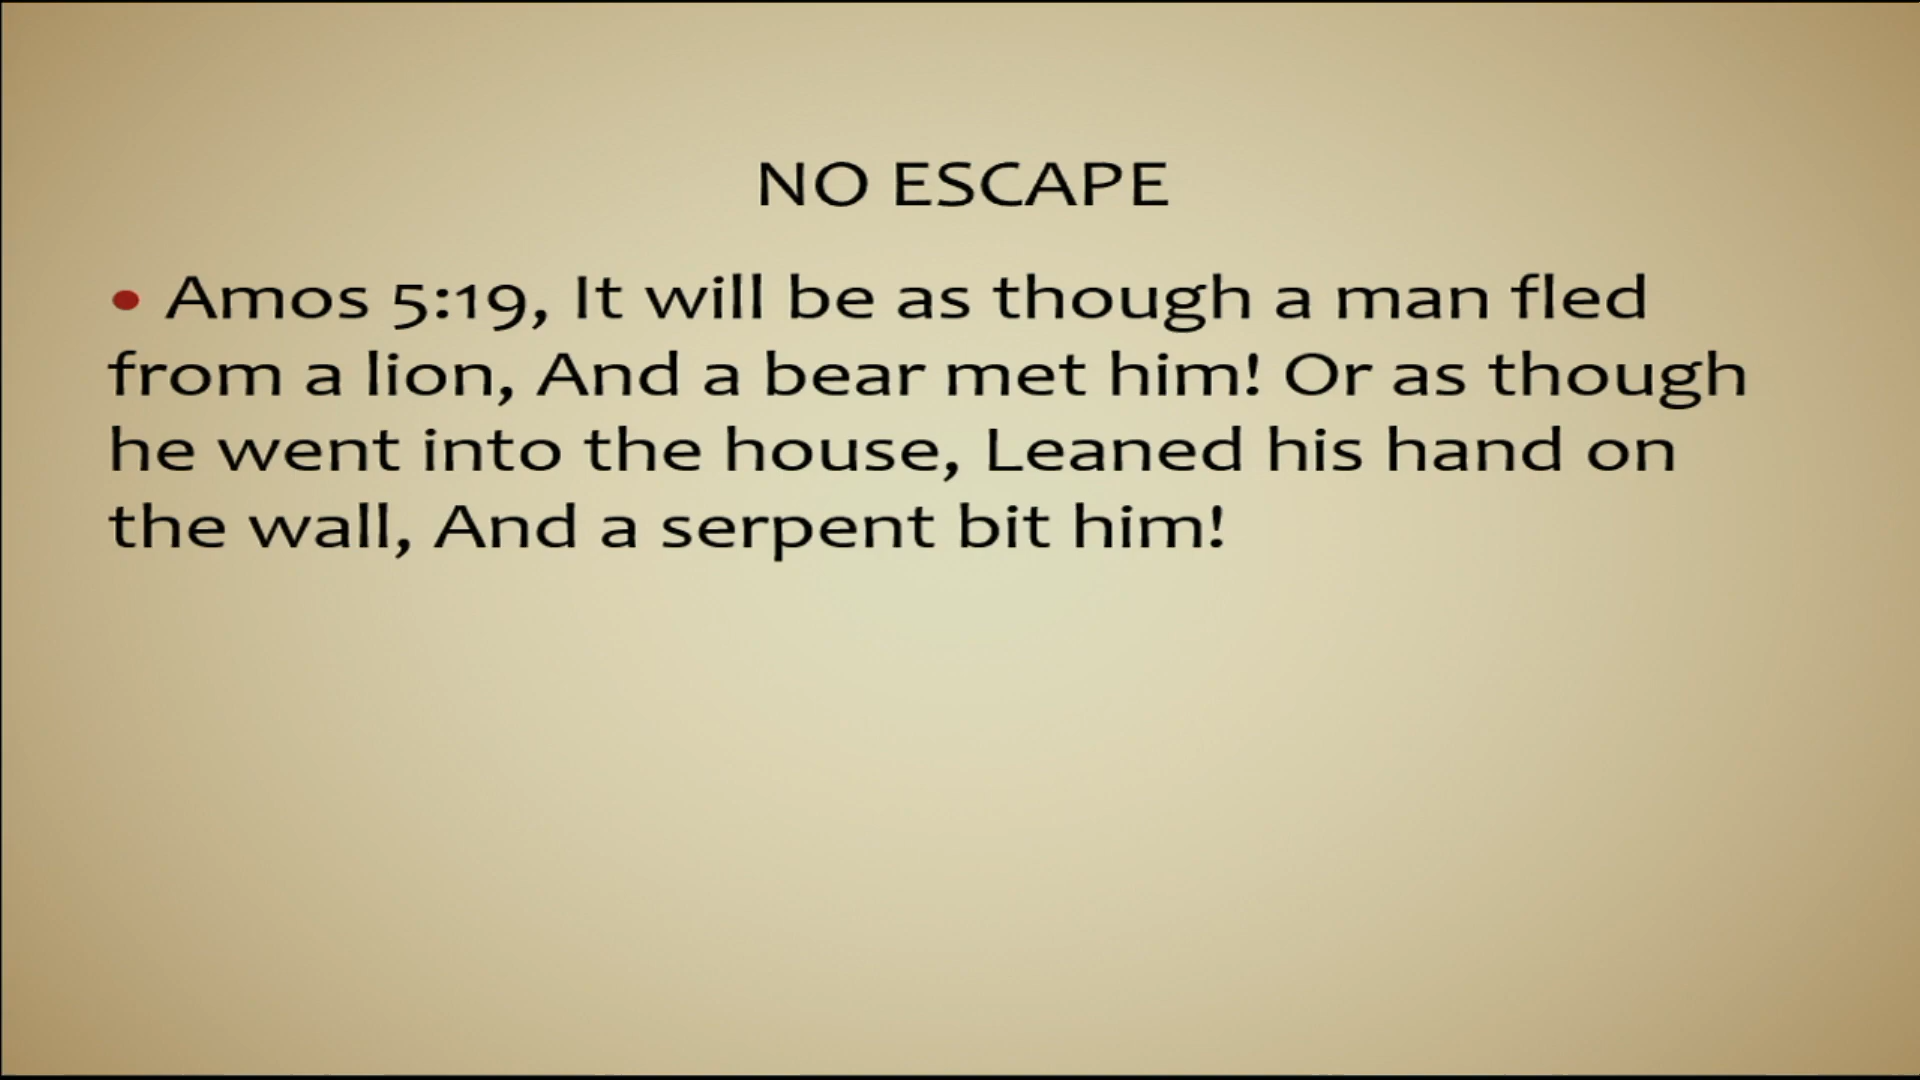 NO ESCAPE
• Amos 5:19, It will be as though a man fled
from a lion, And a bear met him! Or as though
he went into the house, Leaned his hand on
the wall, And a serpent bit him!